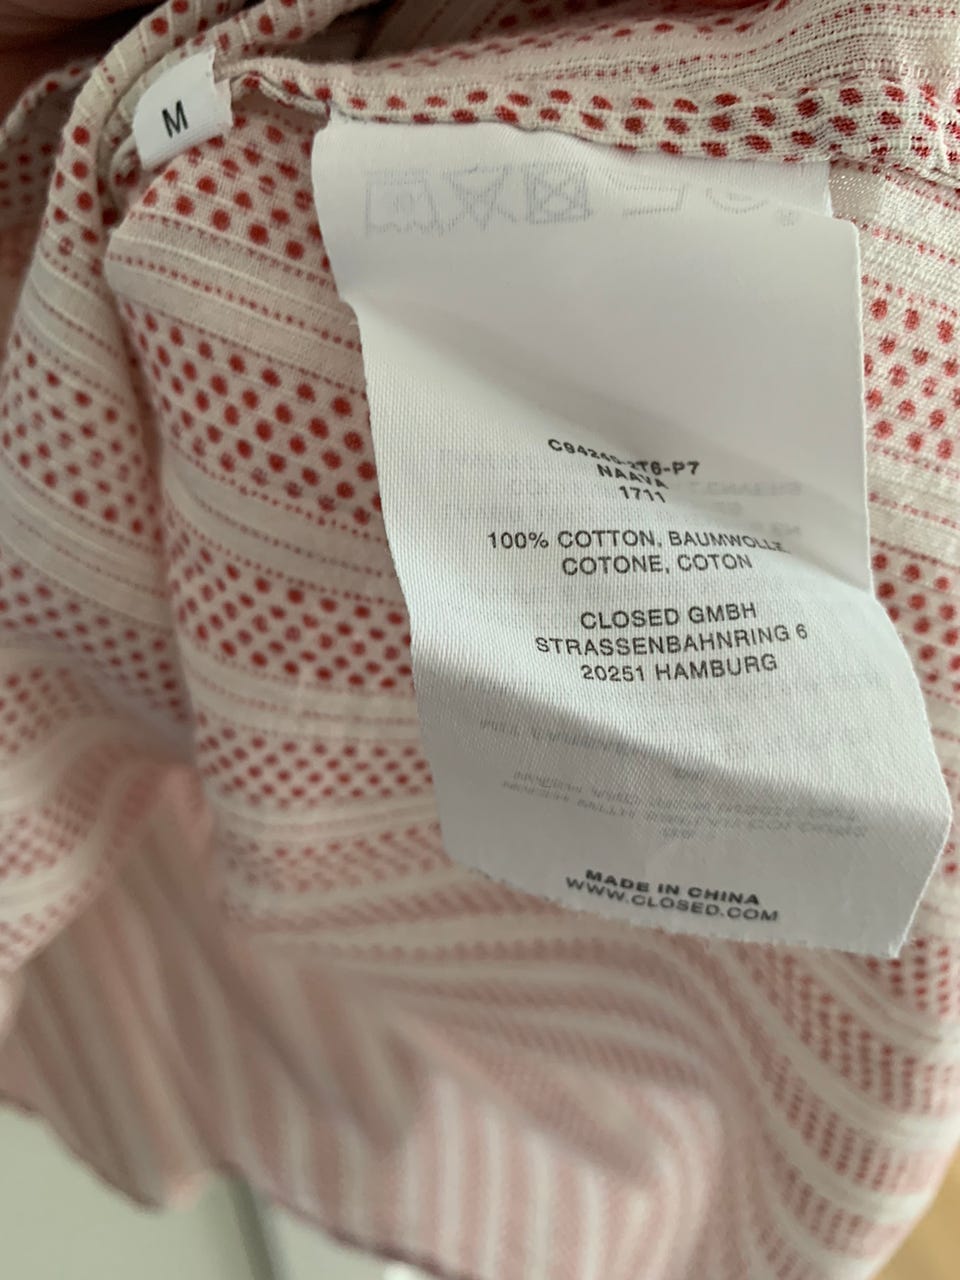 M
NAAVA
1711
100% COTTON, BAUMWOLLE
COTONE, COTON
CLOSED GMBH
STRASSENBAHNRING 6
20251 HAMBURG
MADE IN CHINA
WWW.CLOSED.COM